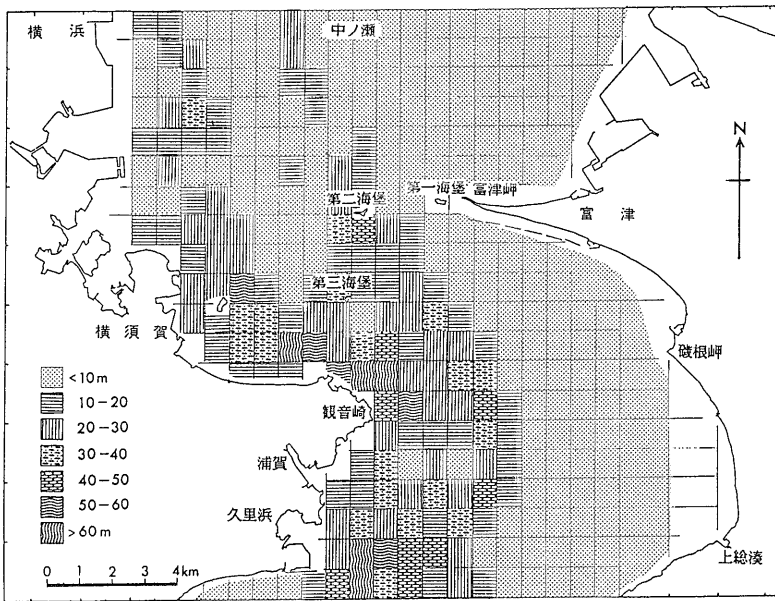 横浜
中ノ瀬
N
第二海堡
第一海堡
富津岬
富津
第三海堡
横須賀
磯根岬
観音崎
浦賀
久里浜
上総湊
<10m
10-20
20-30
30-40
40-50
50-60
>60m
0 1 2 3 4km